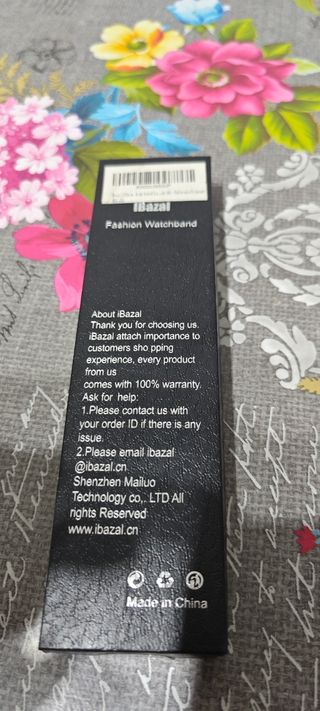 iBazal
Fashion Watchband
About iBazal
Thank you for choosing us.
iBazal attach importance to
customers sho pping
experience, every product
from us
comes with 100% warranty.
Ask for help:
1.Please contact us with
your order ID if there is any
issue.
2.Please email ibazal
@ibazal.cn
Shenzhen Mailuo
Technology co,. LTD All
rights Reserved
www.ibazal.cn
Made in China